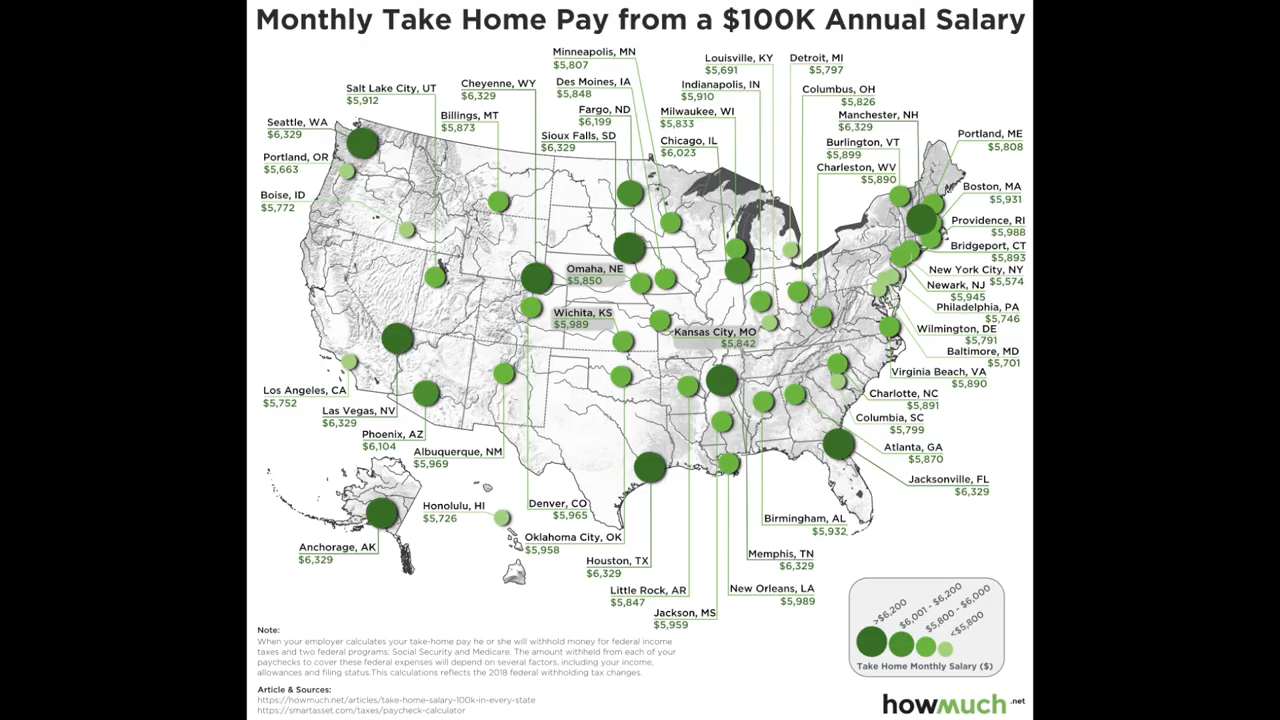 Monthly Take Home Pay from a $100K Annual Salary
Minneapolis, MN
$5,807
Louisville, KY
$5,691
Detroit, MI
$5,797
Salt Lake City, UT
$5,912
Cheyenne, WY
$6,329
Des Moines, IA
$5,848
Indianapolis, IN
$5,910
Columbus, OH
$5,826
Seattle, WA
$6,329
Billings, MT
$5,873
Fargo, ND
$6,199
Milwaukee, WI
$5,833
Manchester, NH
$6,329
Portland, ME
$5,808
Sioux Falls, SD
$6,329
Chicago, IL
$6,023
Burlington, VT
$5,899
Portland, OR
$5,663
Charleston, WV
$5,890
Boise, ID
$5,772
Boston, MA
$5,931
Providence, RI
$5,988
Bridgeport, CT
$5,893
Omaha, NE
$5,850
New York City, NY
$5,574
Newark, NJ
$5,945
Wichita, KS
$5,989
Philadelphia, PA
$5,746
Kansas City, MO
$5,842
Wilmington, DE
$5,791
Baltimore, MD
$5,701
Virginia Beach, VA
$5,890
Los Angeles, CA
$5,752
Charlotte, NC
$5,891
Las Vegas, NV
$6,329
Columbia, SC
$5,799
Phoenix, AZ
$6,104
Atlanta, GA
$5,870
Albuquerque, NM
$5,969
Jacksonville, FL
$6,329
Honolulu, HI
$5,726
Denver, CO
$5,965
Birmingham, AL
$5,932
Oklahoma City, OK
$5,958
Anchorage, AK
$6,329
Houston, TX
$6,329
Memphis, TN
$6,329
Little Rock, AR
$5,847
New Orleans, LA
$5,989
Jackson, MS
$5,959
>$6,200
$6,001 - $6,200
$5,800 - $6,000
<$5,800
Take Home Monthly Salary ($)
Note:
When your employer calculates your take-home pay he or she will withhold money for federal income
taxes and two federal programs: Social Security and Medicare. The amount withheld from each of your
paychecks to cover these federal expenses will depend on several factors, including your income,
allowances and filing status.This calculations reflects the 2018 federal withholding tax changes.
Article & Sources:
https://howmuch.net/articles/take-home-salary-100k-in-every-state
https://smartasset.com/taxes/paycheck-calculator
howmuch.net